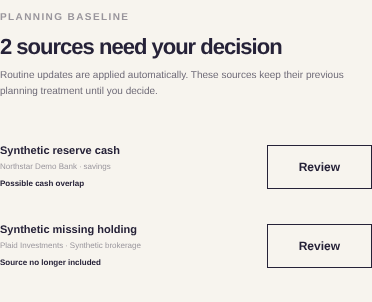 PLANNING BASELINE
2 sources need your decision
Routine updates are applied automatically. These sources keep their previous
planning treatment until you decide.
Synthetic reserve cash
Northstar Demo Bank · savings
Possible cash overlap
Review
Synthetic missing holding
Plaid Investments · Synthetic brokerage
Source no longer included
Review